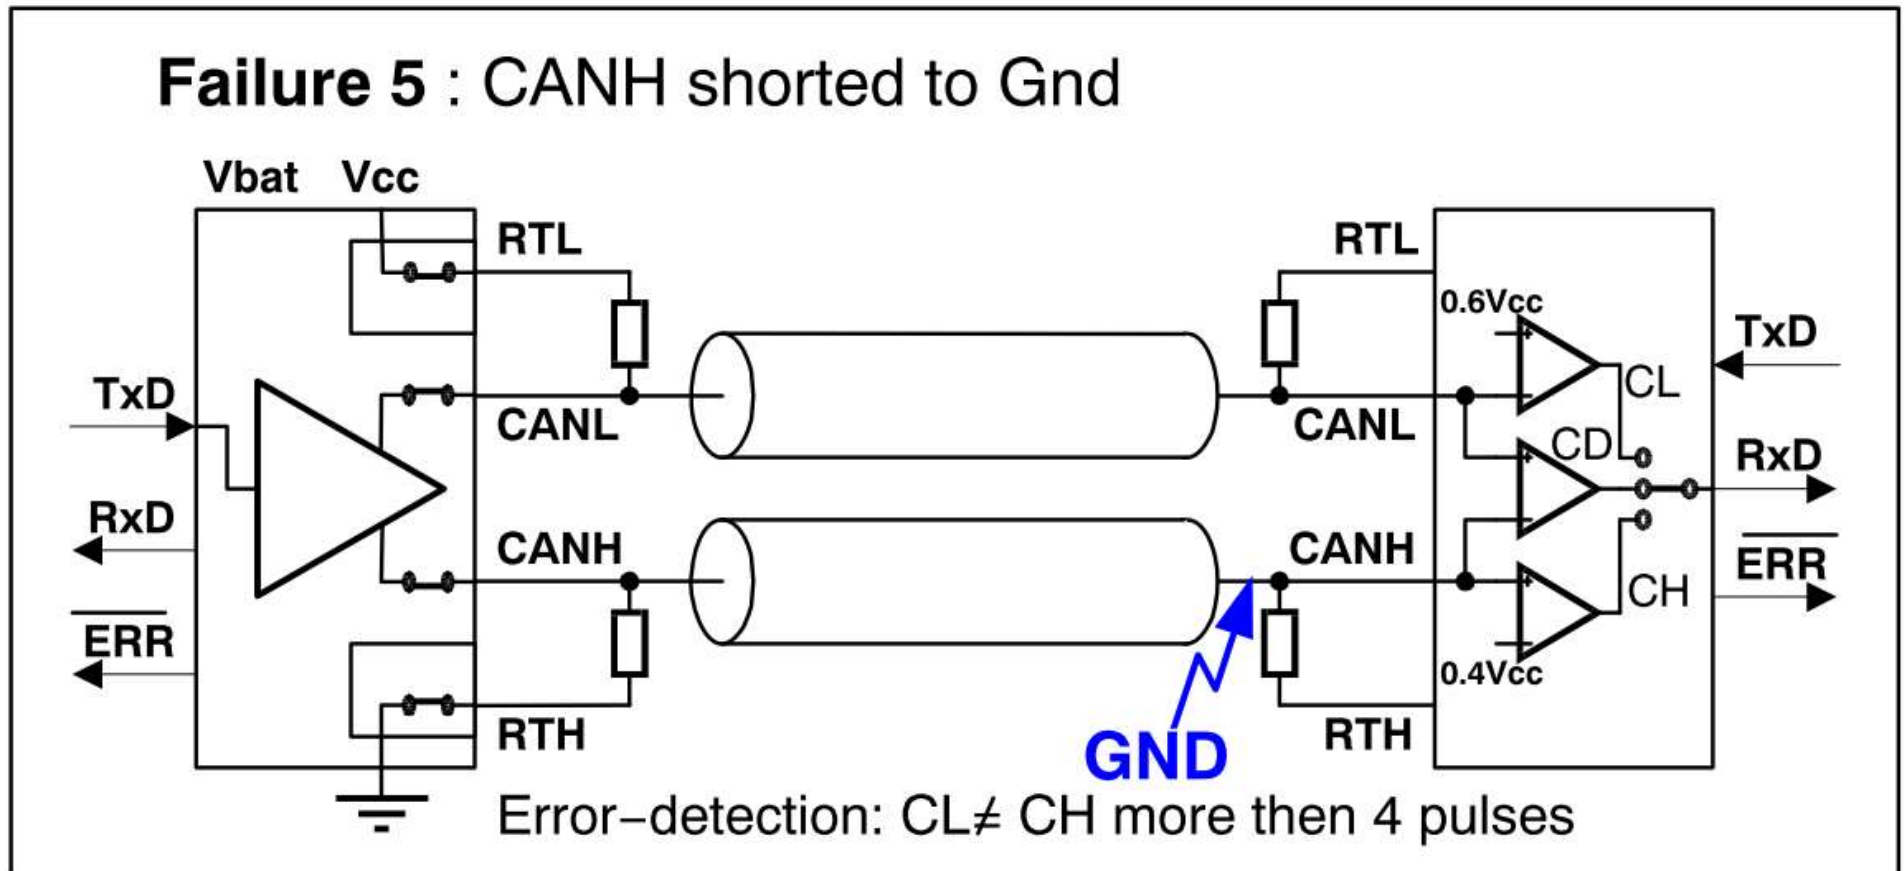 Failure 5 : CANH shorted to Gnd
Vbat Vcc
RTL
RTL
0.6Vcc
TxD
TxD
CL
CANL
CANL
CD
RxD
RxD
CANH
CANH
ERR
CH
ERR
0.4Vcc
RTH
RTH
GND
Error–detection: CL≠ CH more then 4 pulses